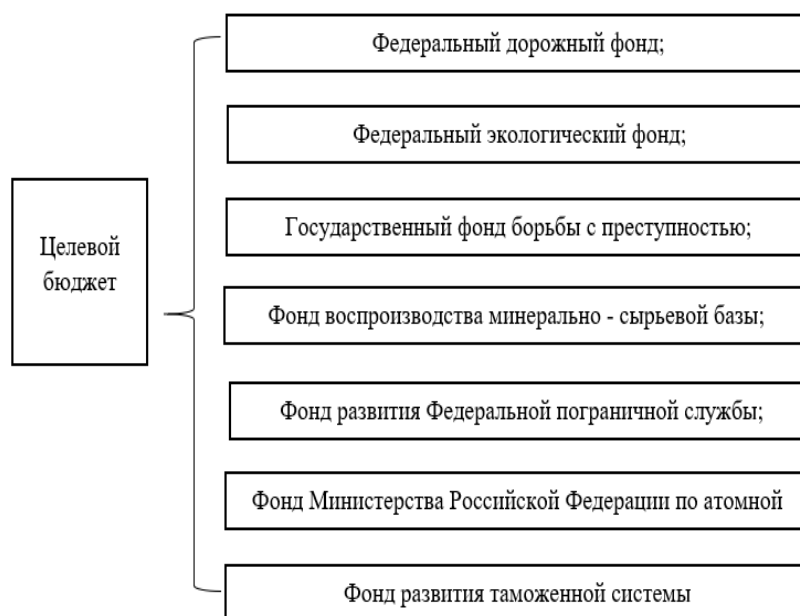 Федеральный дорожный фонд;
Федеральный экологический фонд;
Государственный фонд борьбы с преступностью;
Целевой
бюджет
Фонд воспроизводства минерально - сырьевой базы;
Фонд развития Федеральной пограничной службы;
Фонд Министерства Российской Федерации по атомной
Фонд развития таможенной системы